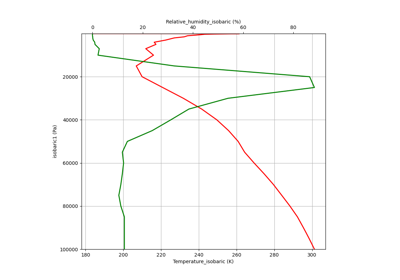 Relative_humidity_isobaric (%)
0 20 40 60 80
20000
40000
60000
80000
100000
isobaric1 (Pa)
180 200 220 240 260 280 300
Temperature_isobaric (K)